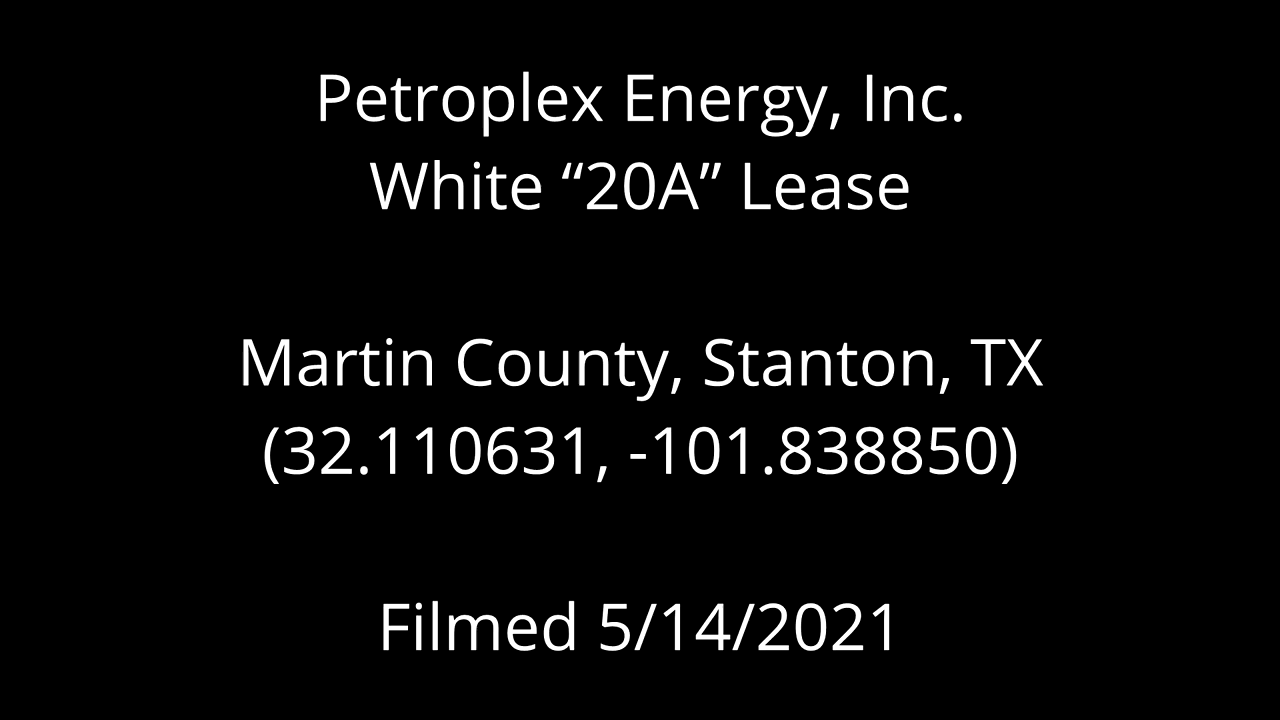 Petroplex Energy, Inc.
White “20A” Lease
Martin County, Stanton, TX
(32.110631, -101.838850)
Filmed 5/14/2021